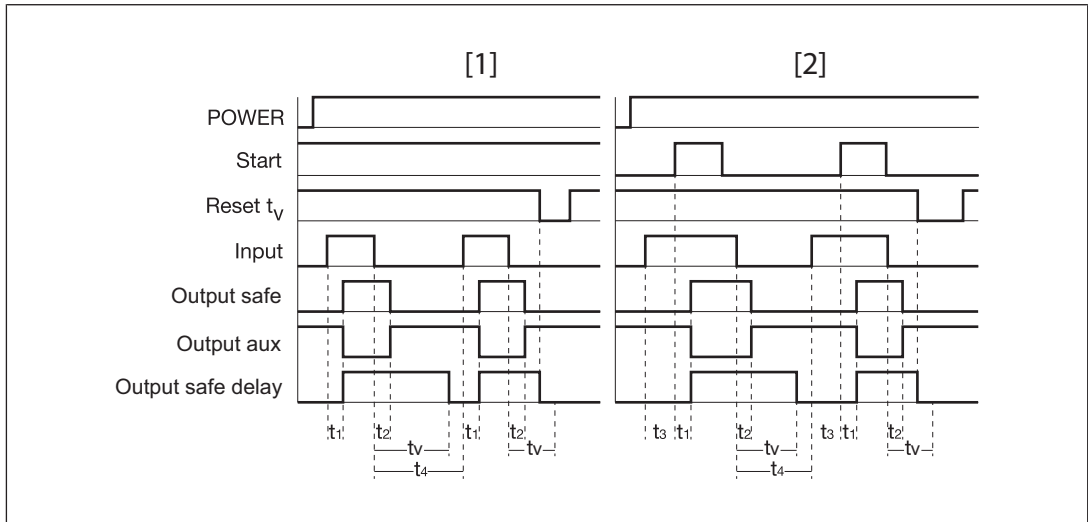 [1] [2]
POWER
Start
Reset tV
Input
Output safe
Output aux
Output safe delay
t1 t2 t1 t2 t3 t1 t2 t3 t1 t2
tv tv tv tv
t4 t4